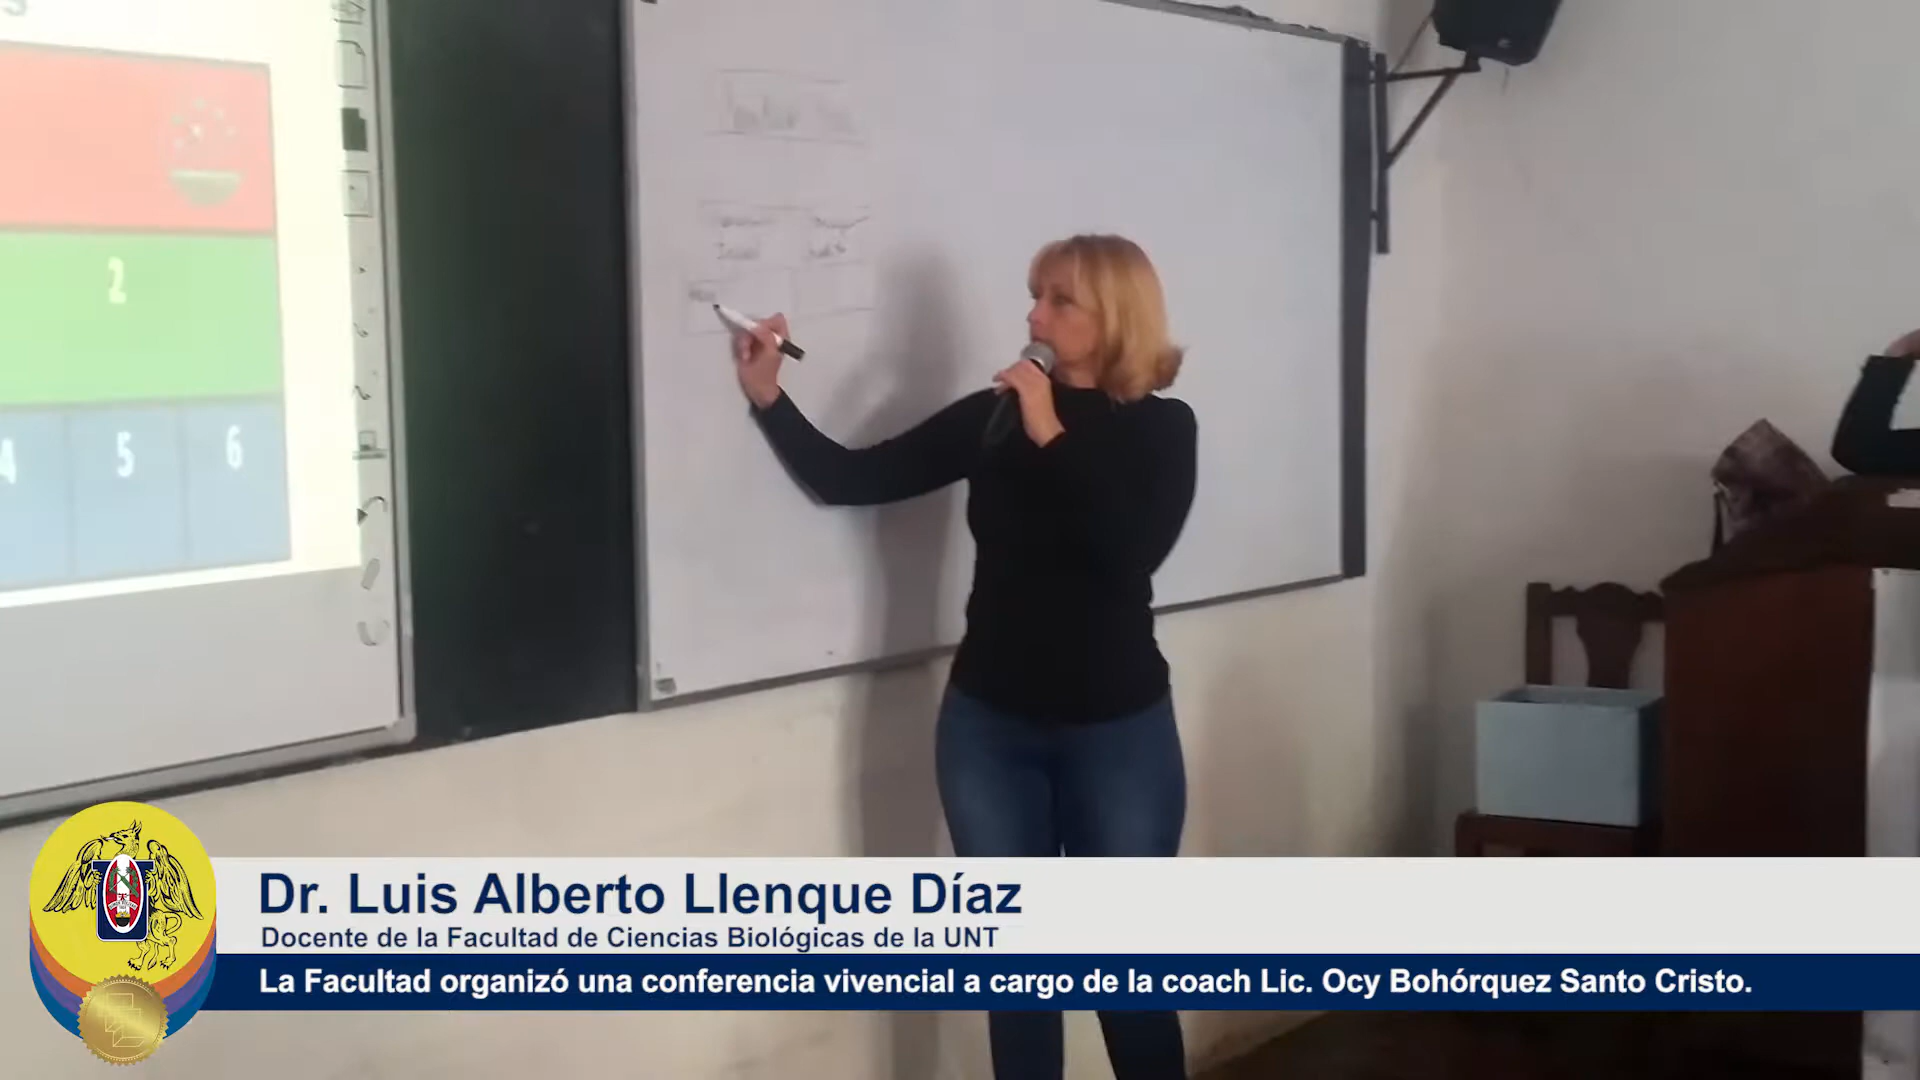 2
4 5 6
Dr. Luis Alberto Llenque Díaz
Docente de la Facultad de Ciencias Biológicas de la UNT
La Facultad organizó una conferencia vivencial a cargo de la coach Lic. Ocy Bohórquez Santo Cristo.